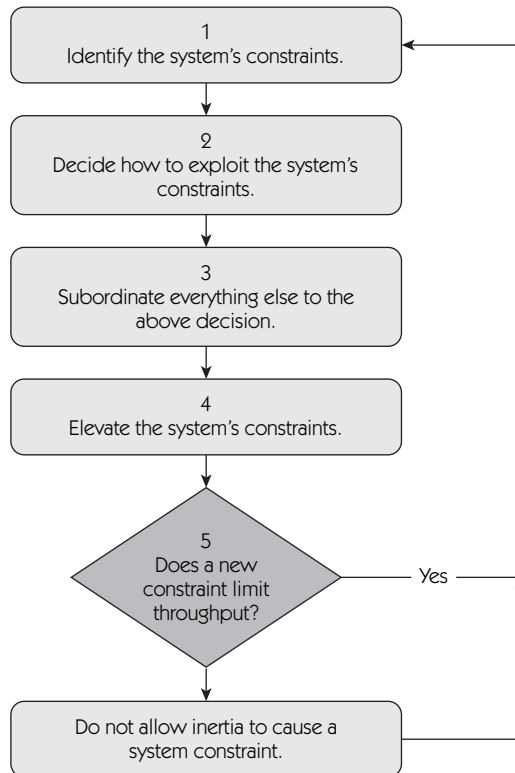 1
Identify the system’s constraints.
2
Decide how to exploit the system’s
constraints.
3
Subordinate everything else to the
above decision.
4
Elevate the system’s constraints.
5
Does a new
constraint limit
throughput?
Yes
Do not allow inertia to cause a
system constraint.